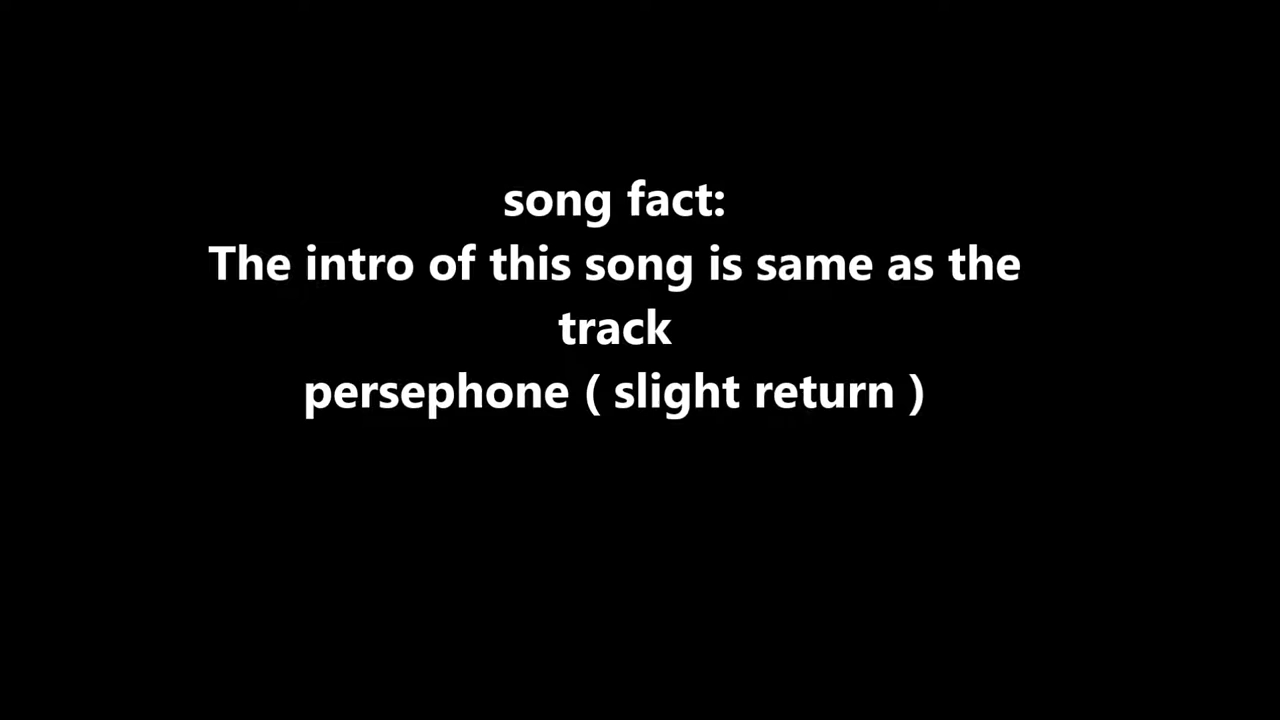 song fact:
The intro of this song is same as the
track
persephone ( slight return )